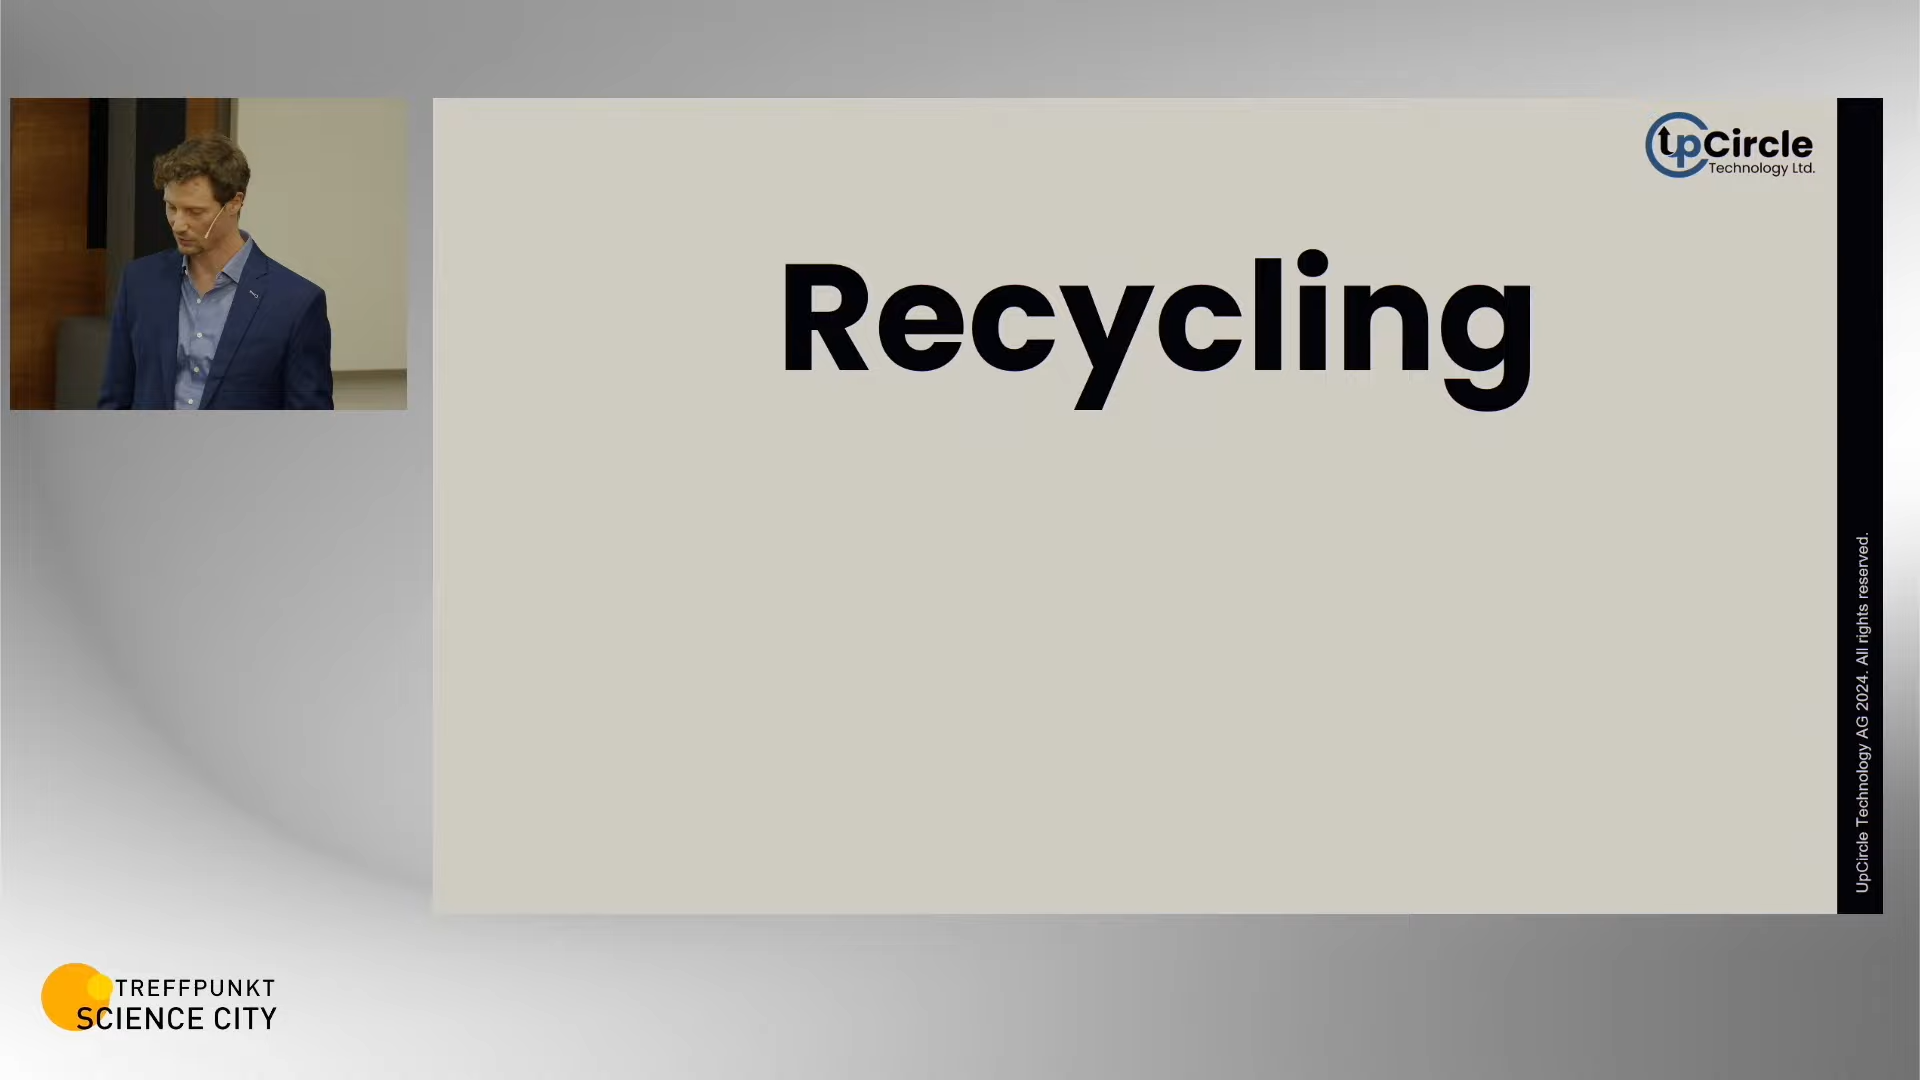 UpCircle
Technology Ltd.
Recycling
UpCircle Technology AG 2024. All rights reserved.
TREFFPUNKT
SCIENCE CITY